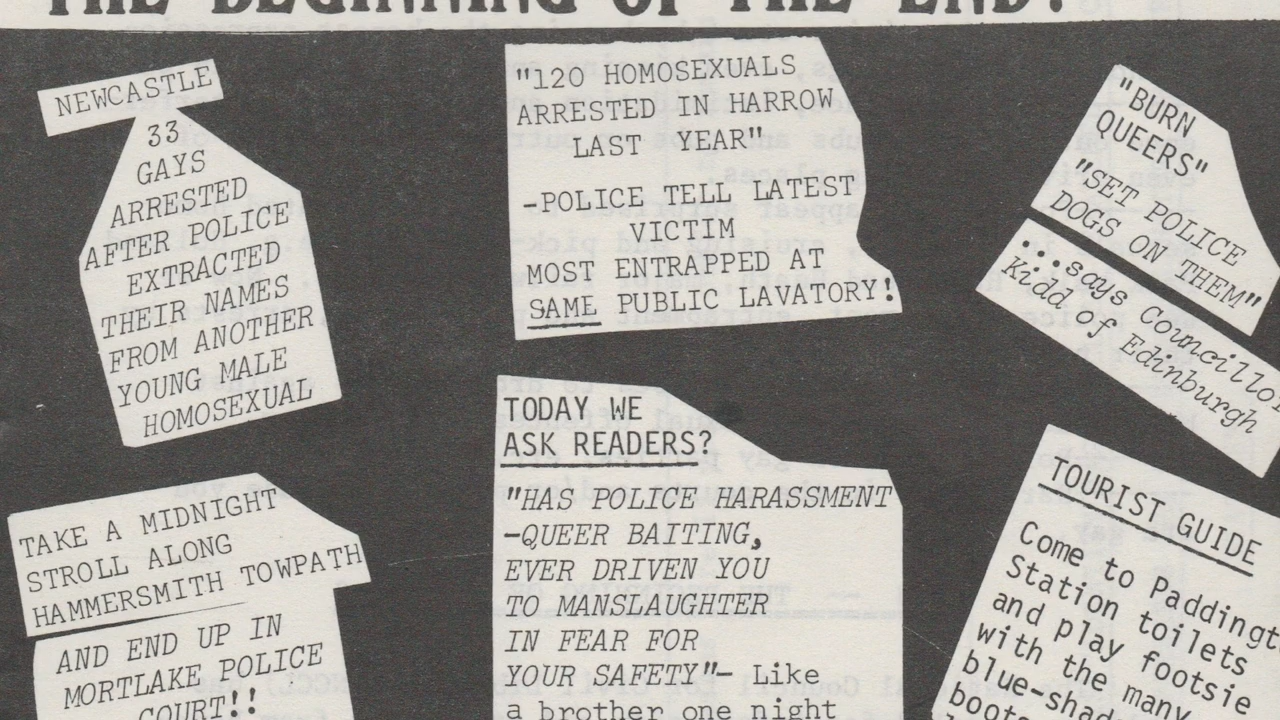 THE BEGINNING OF THE END?
NEWCASTLE
33
GAYS
ARRESTED
AFTER POLICE
EXTRACTED
THEIR NAMES
FROM ANOTHER
YOUNG MALE
HOMOSEXUAL
"120 HOMOSEXUALS
ARRESTED IN HARROW
LAST YEAR"
-POLICE TELL LATEST
VICTIM
MOST ENTRAPPED AT
SAME PUBLIC LAVATORY!
"BURN
QUEERS"
"SET POLICE
DOGS ON THEM"
...says Councillor
Kidd of Edinburgh
TAKE A MIDNIGHT
STROLL ALONG
HAMMERSMITH TOWPATH
AND END UP IN
MORTLAKE POLICE
COURT!!
TODAY WE
ASK READERS?
"HAS POLICE HARASSMENT
-QUEER BAITING,
EVER DRIVEN YOU
TO MANSLAUGHTER
IN FEAR FOR
YOUR SAFETY"- Like
a brother one night
TOURIST GUIDE
Come to Paddingt
Station toilets
and play footsie
with the many
blue-shad
boots